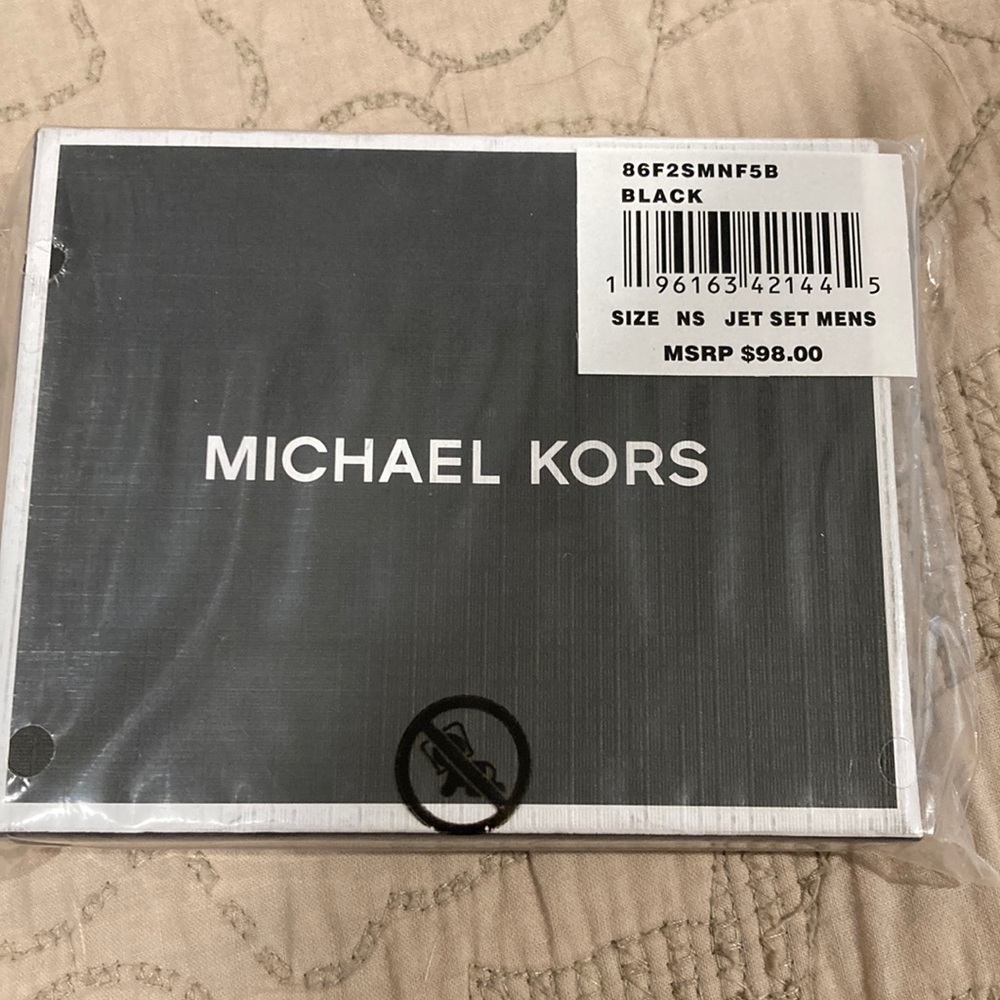 86F2SMNF5B
BLACK
1 96163 42144 5
SIZE NS JET SET MENS
MSRP $98.00
MICHAEL KORS